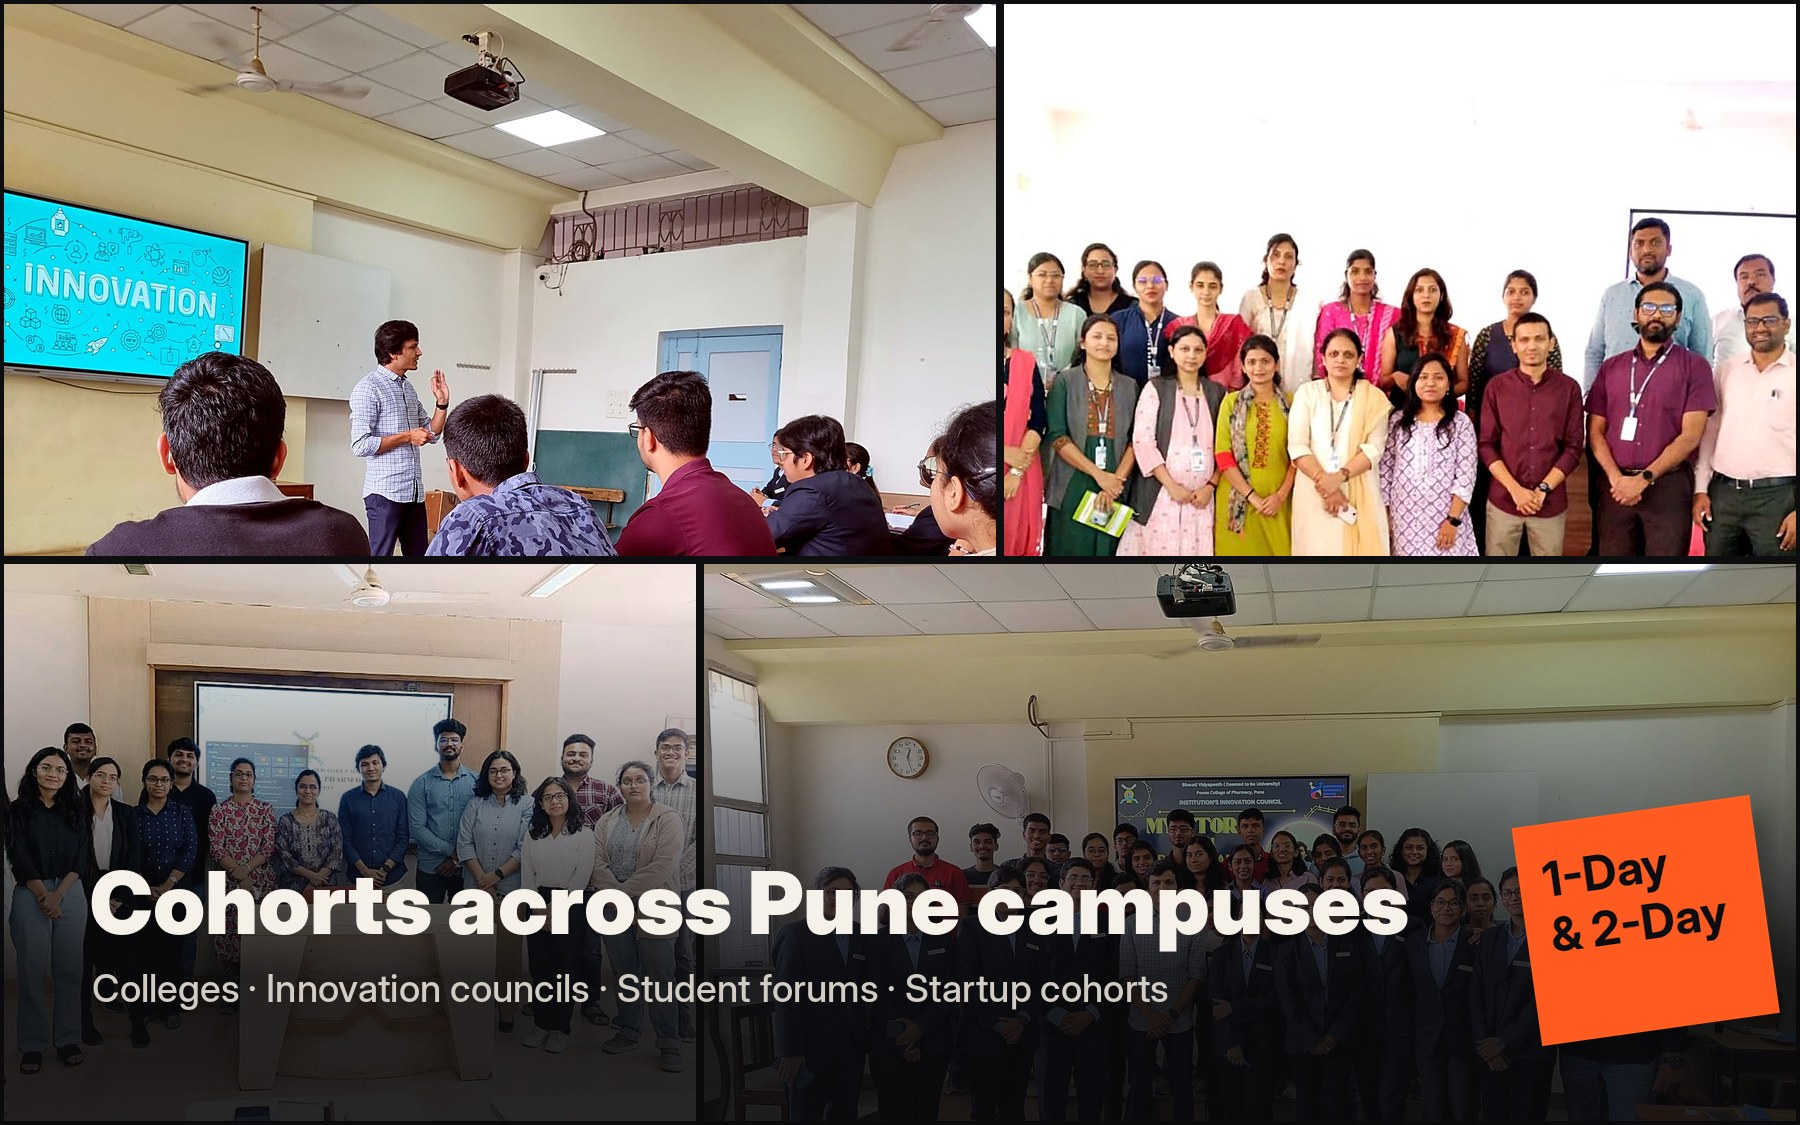 INNOVATION
Bharati Vidyapeeth ( Deemed to be University)
Poona College of Pharmacy, Pune
INSTITUTION'S INNOVATION COUNCIL
Cohorts across Pune campuses
Colleges · Innovation councils · Student forums · Startup cohorts
1-Day
& 2-Day